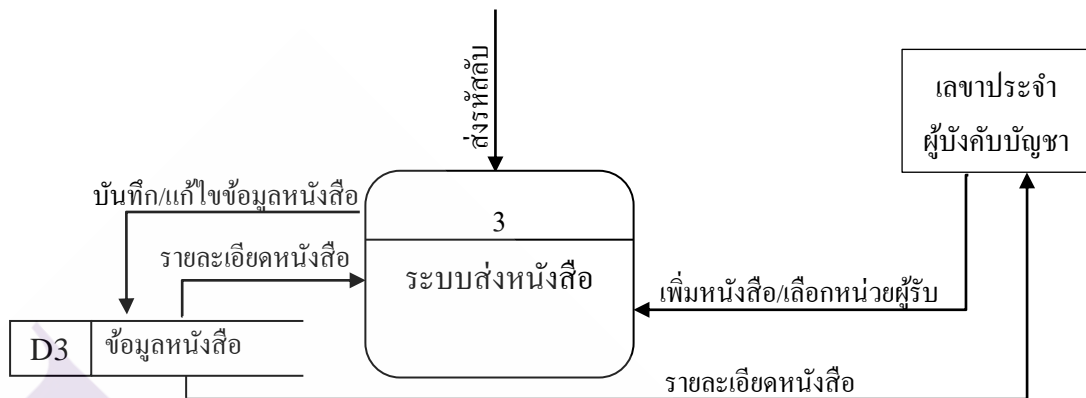 ส่งรหัสลับ
เลขาประจำ
ผู้บังคับบัญชา
บันทึก/แก้ไขข้อมูลหนังสือ
3
รายละเอียดหนังสือ
ระบบส่งหนังสือ
เพิ่มหนังสือ/เลือกหน่วยผู้รับ
D3 ข้อมูลหนังสือ
รายละเอียดหนังสือ